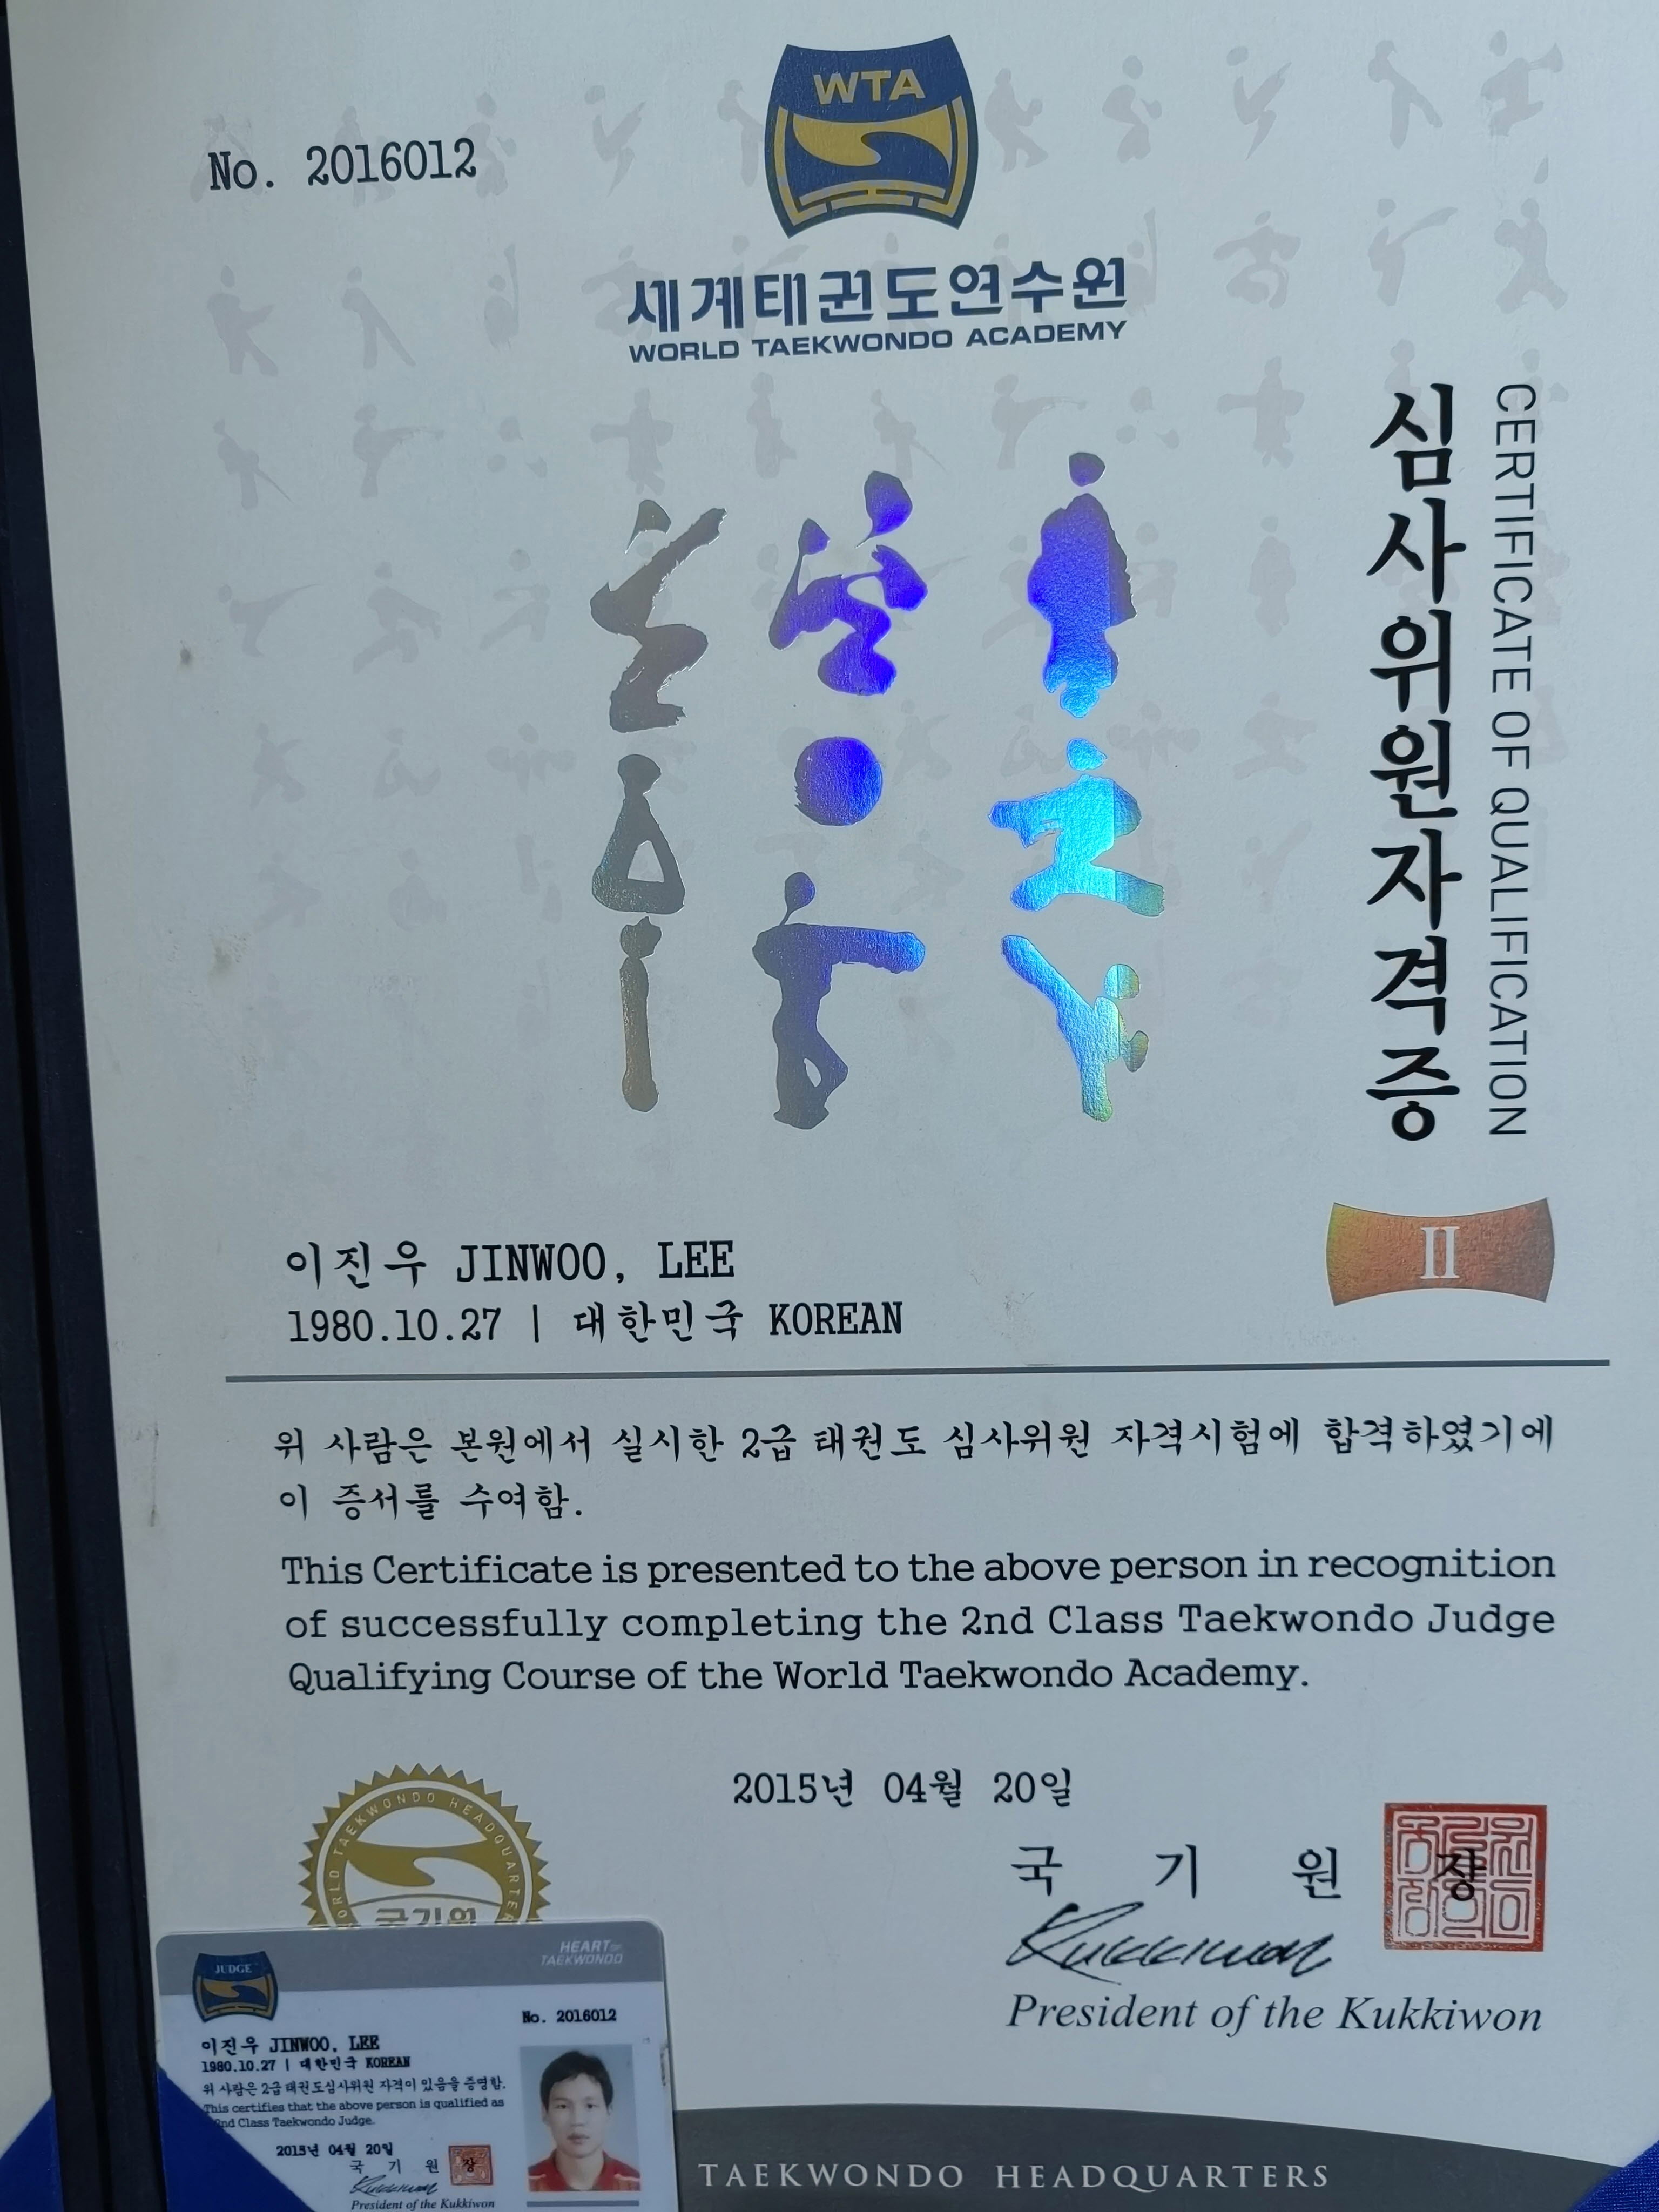 WTA
No. 2016012
세계태권도연수원
WORLD TAEKWONDO ACADEMY
심사위원자격증
CERTIFICATE OF QUALIFICATION
II
이진우 JINWOO, LEE
1980.10.27 | 대한민국 KOREAN
위 사람은 본원에서 실시한 2급 태권도 심사위원 자격시험에 합격하였기에
이 증서를 수여함.
This Certificate is presented to the above person in recognition
of successfully completing the 2nd Class Taekwondo Judge
Qualifying Course of the World Taekwondo Academy.
2015년 04월 20일
국 기 원 장
Kukkiwon
President of the Kukkiwon
WORLD TAEKWONDO HEADQUARTERS
국기원
HEART OF
TAEKWONDO
JUDGE
No. 2016012
이진우 JINWOO, LEE
1980.10.27 | 대한민국 KOREAN
위 사람은 2급 태권도심사위원 자격이 있음을 증명함.
This certifies that the above person is qualified as
2nd Class Taekwondo Judge.
2015년 04월 20일
국 기 원 장
Kukkiwon
President of the Kukkiwon
TAEKWONDO HEADQUARTERS